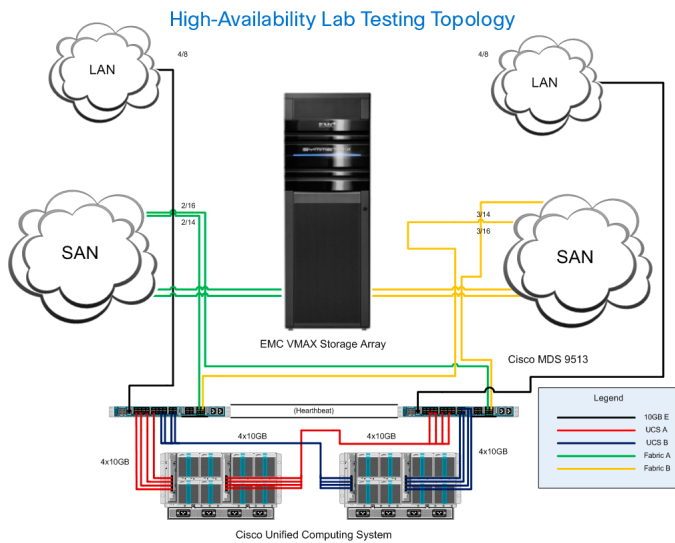 High-Availability Lab Testing Topology
4/8
4/8
LAN
LAN
EMC²
2/16
3/14
2/14
3/16
SAN
SAN
EMC VMAX Storage Array
Cisco MDS 9513
Legend
(Hearthbeat)
10GB E
UCS A
4x10GB
4x10GB
UCS B
4x10GB
4x10GB
Fabric A
Fabric B
Cisco Unified Computing System